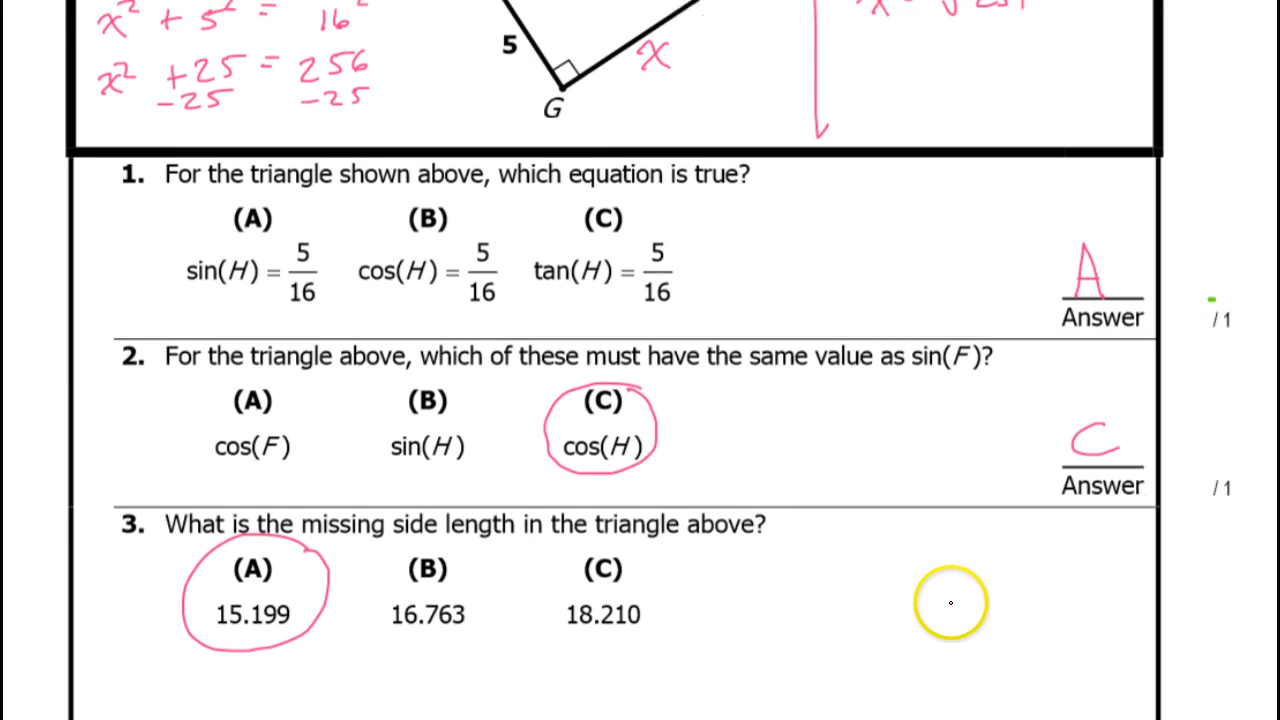 x² + 5² = 16²
x² + 25 = 256
-25 -25
5
x
G
1. For the triangle shown above, which equation is true?
(A) (B) (C)
sin(H) = 5/16 cos(H) = 5/16 tan(H) = 5/16
A
Answer
/ 1
2. For the triangle above, which of these must have the same value as sin(F)?
(A) (B) (C)
cos(F) sin(H) cos(H)
C
Answer
/ 1
3. What is the missing side length in the triangle above?
(A) (B) (C)
15.199 16.763 18.210